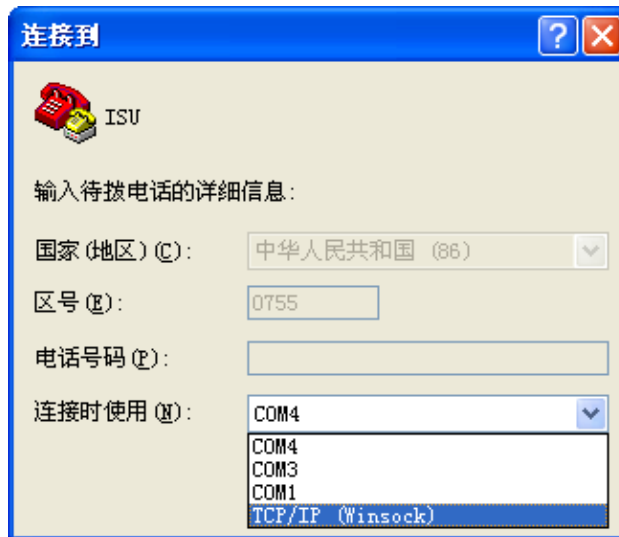 连接到
ISU
输入待拨电话的详细信息:
国家(地区)(C): 中华人民共和国 (86)
区号(E): 0755
电话号码(P):
连接时使用(N): COM4
COM4
COM3
COM1
TCP/IP (Winsock)